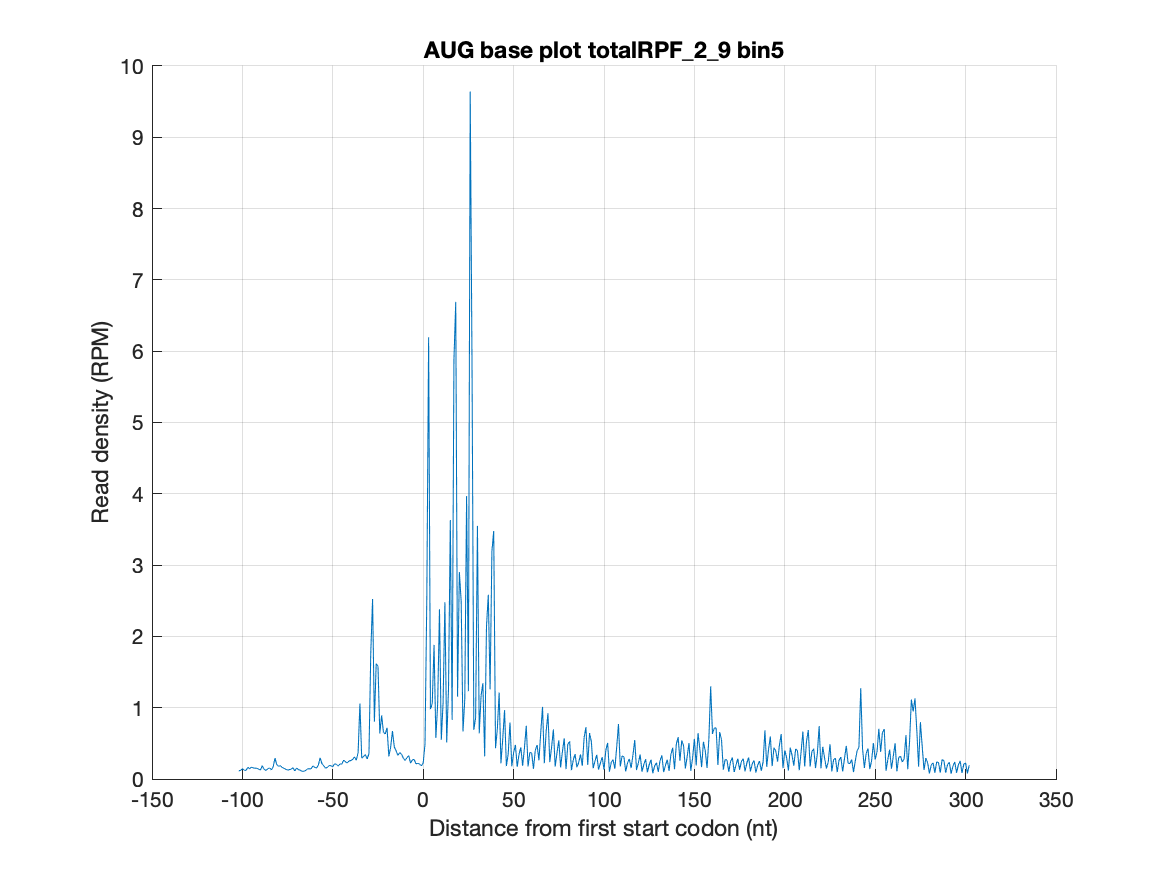 AUG base plot totalRPF_2_9 bin5
10
9
8
7
6
5
4
3
2
1
0
Read density (RPM)
-150 -100 -50 0 50 100 150 200 250 300 350
Distance from first start codon (nt)